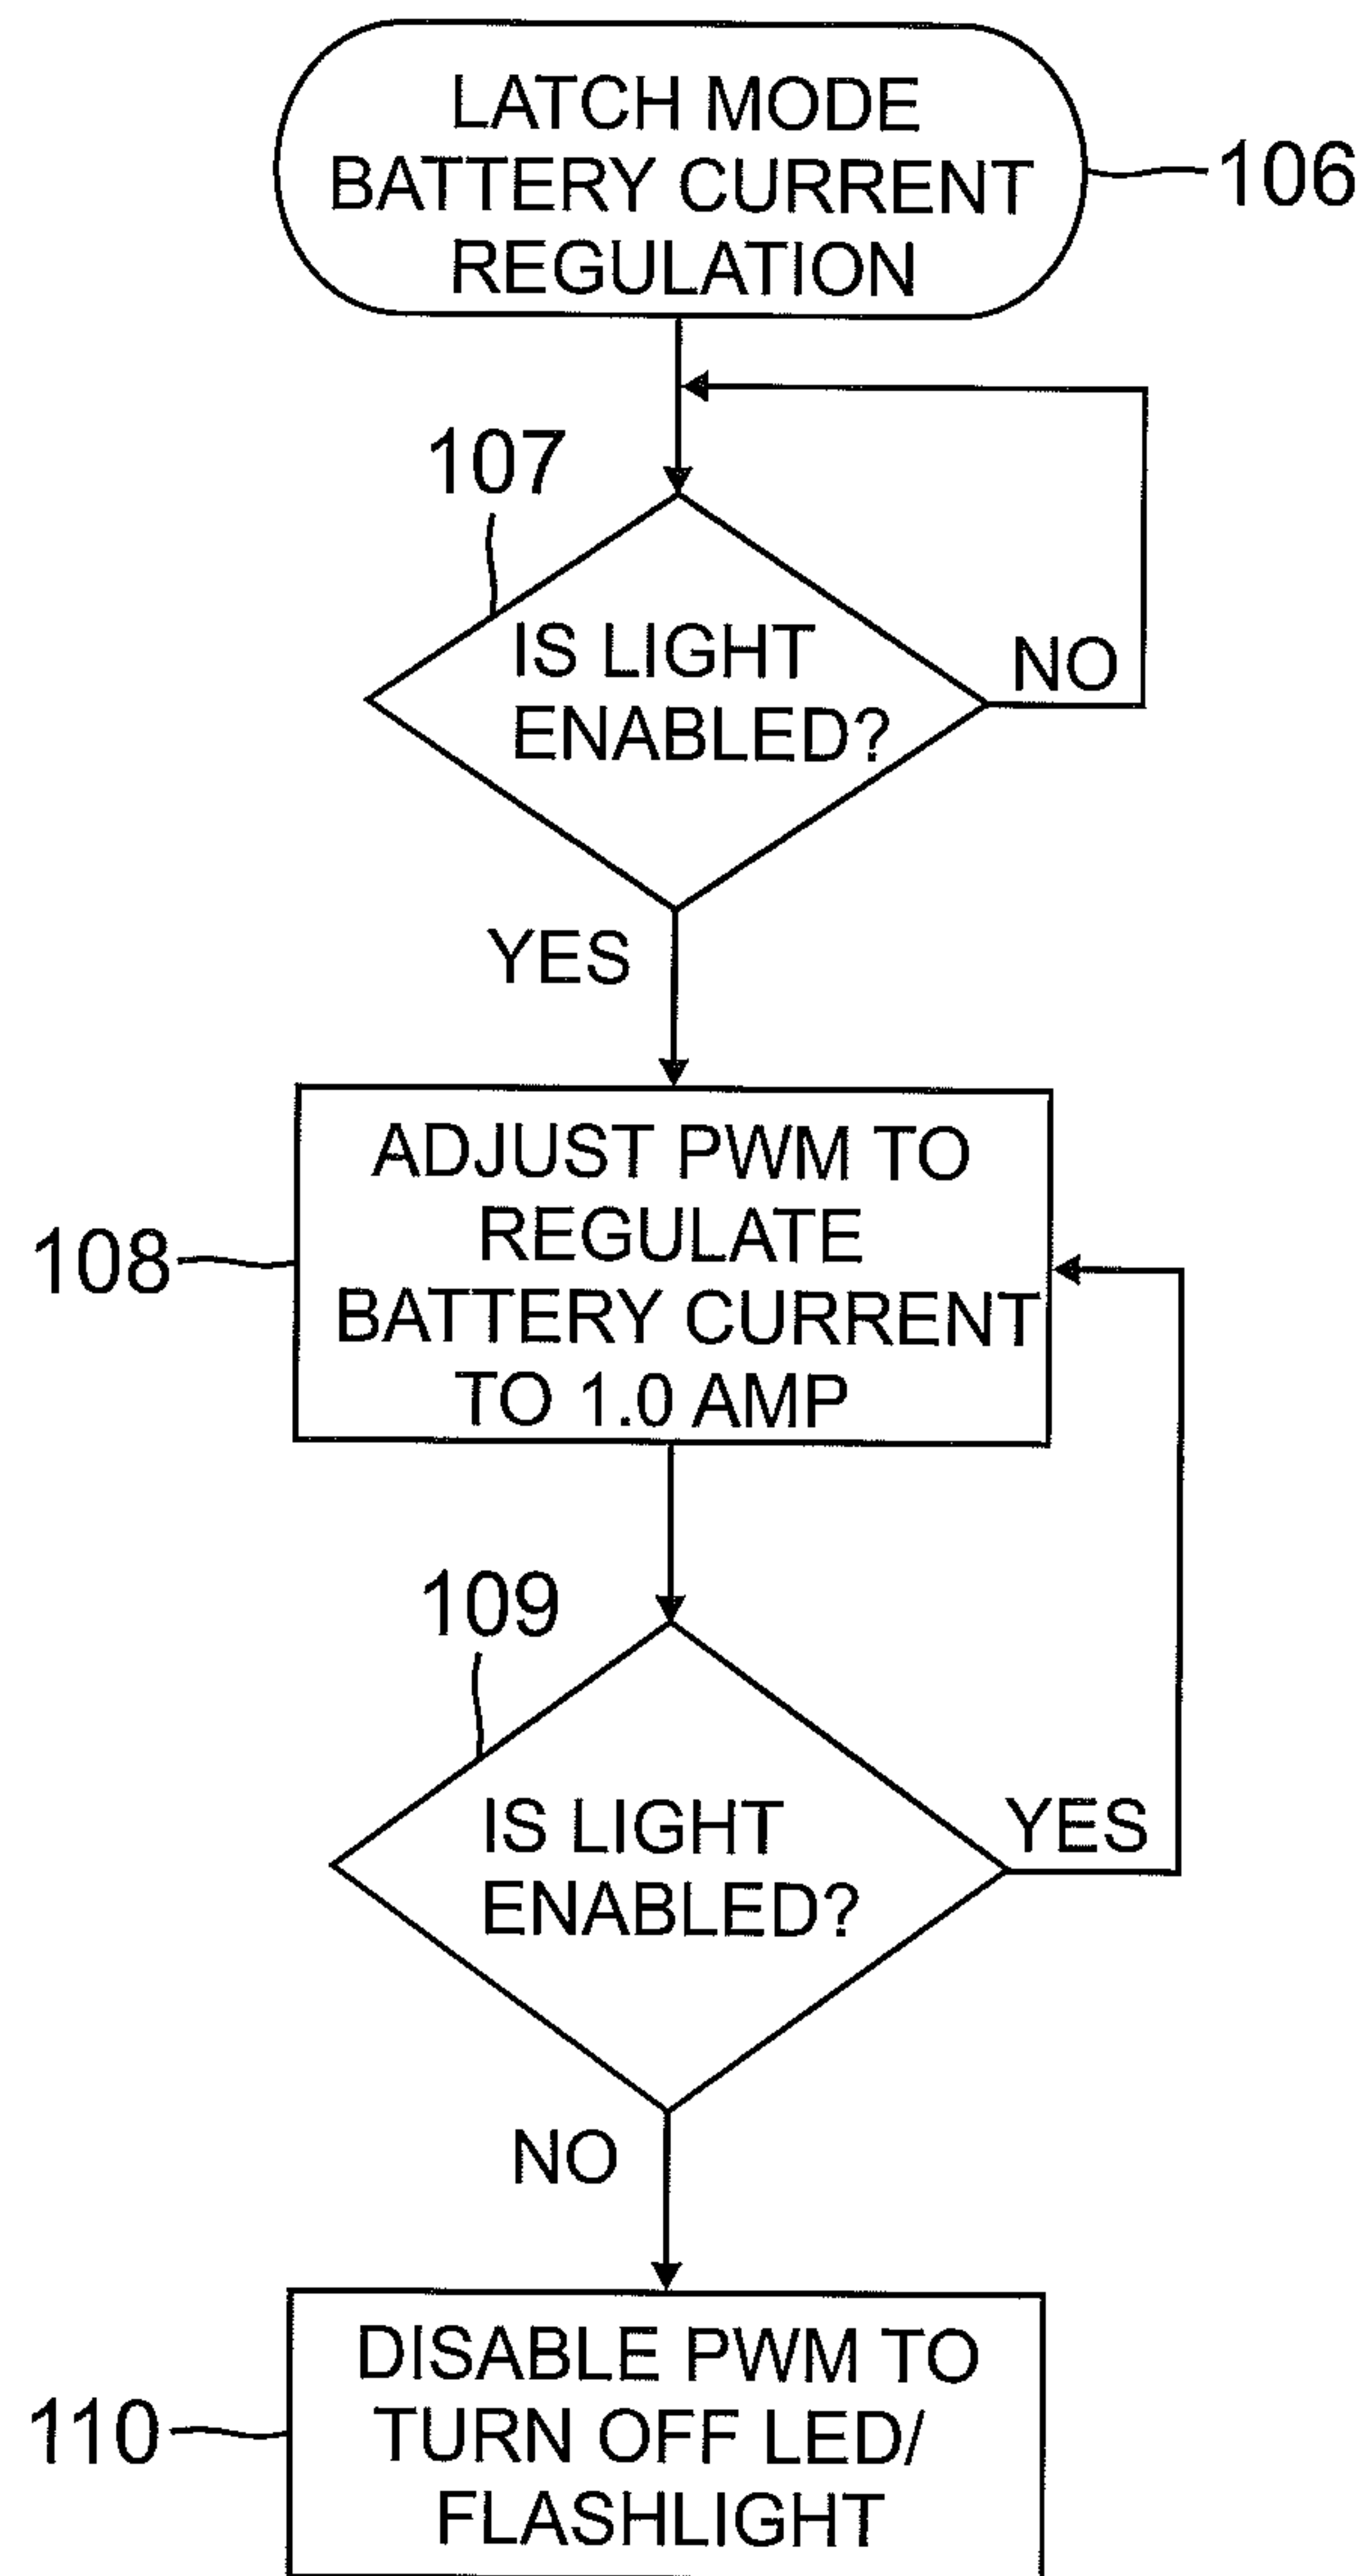 LATCH MODE
BATTERY CURRENT
REGULATION
106
107
IS LIGHT
ENABLED?
NO
YES
ADJUST PWM TO
REGULATE
BATTERY CURRENT
TO 1.0 AMP
108
109
IS LIGHT
ENABLED?
YES
NO
DISABLE PWM TO
TURN OFF LED/
FLASHLIGHT
110